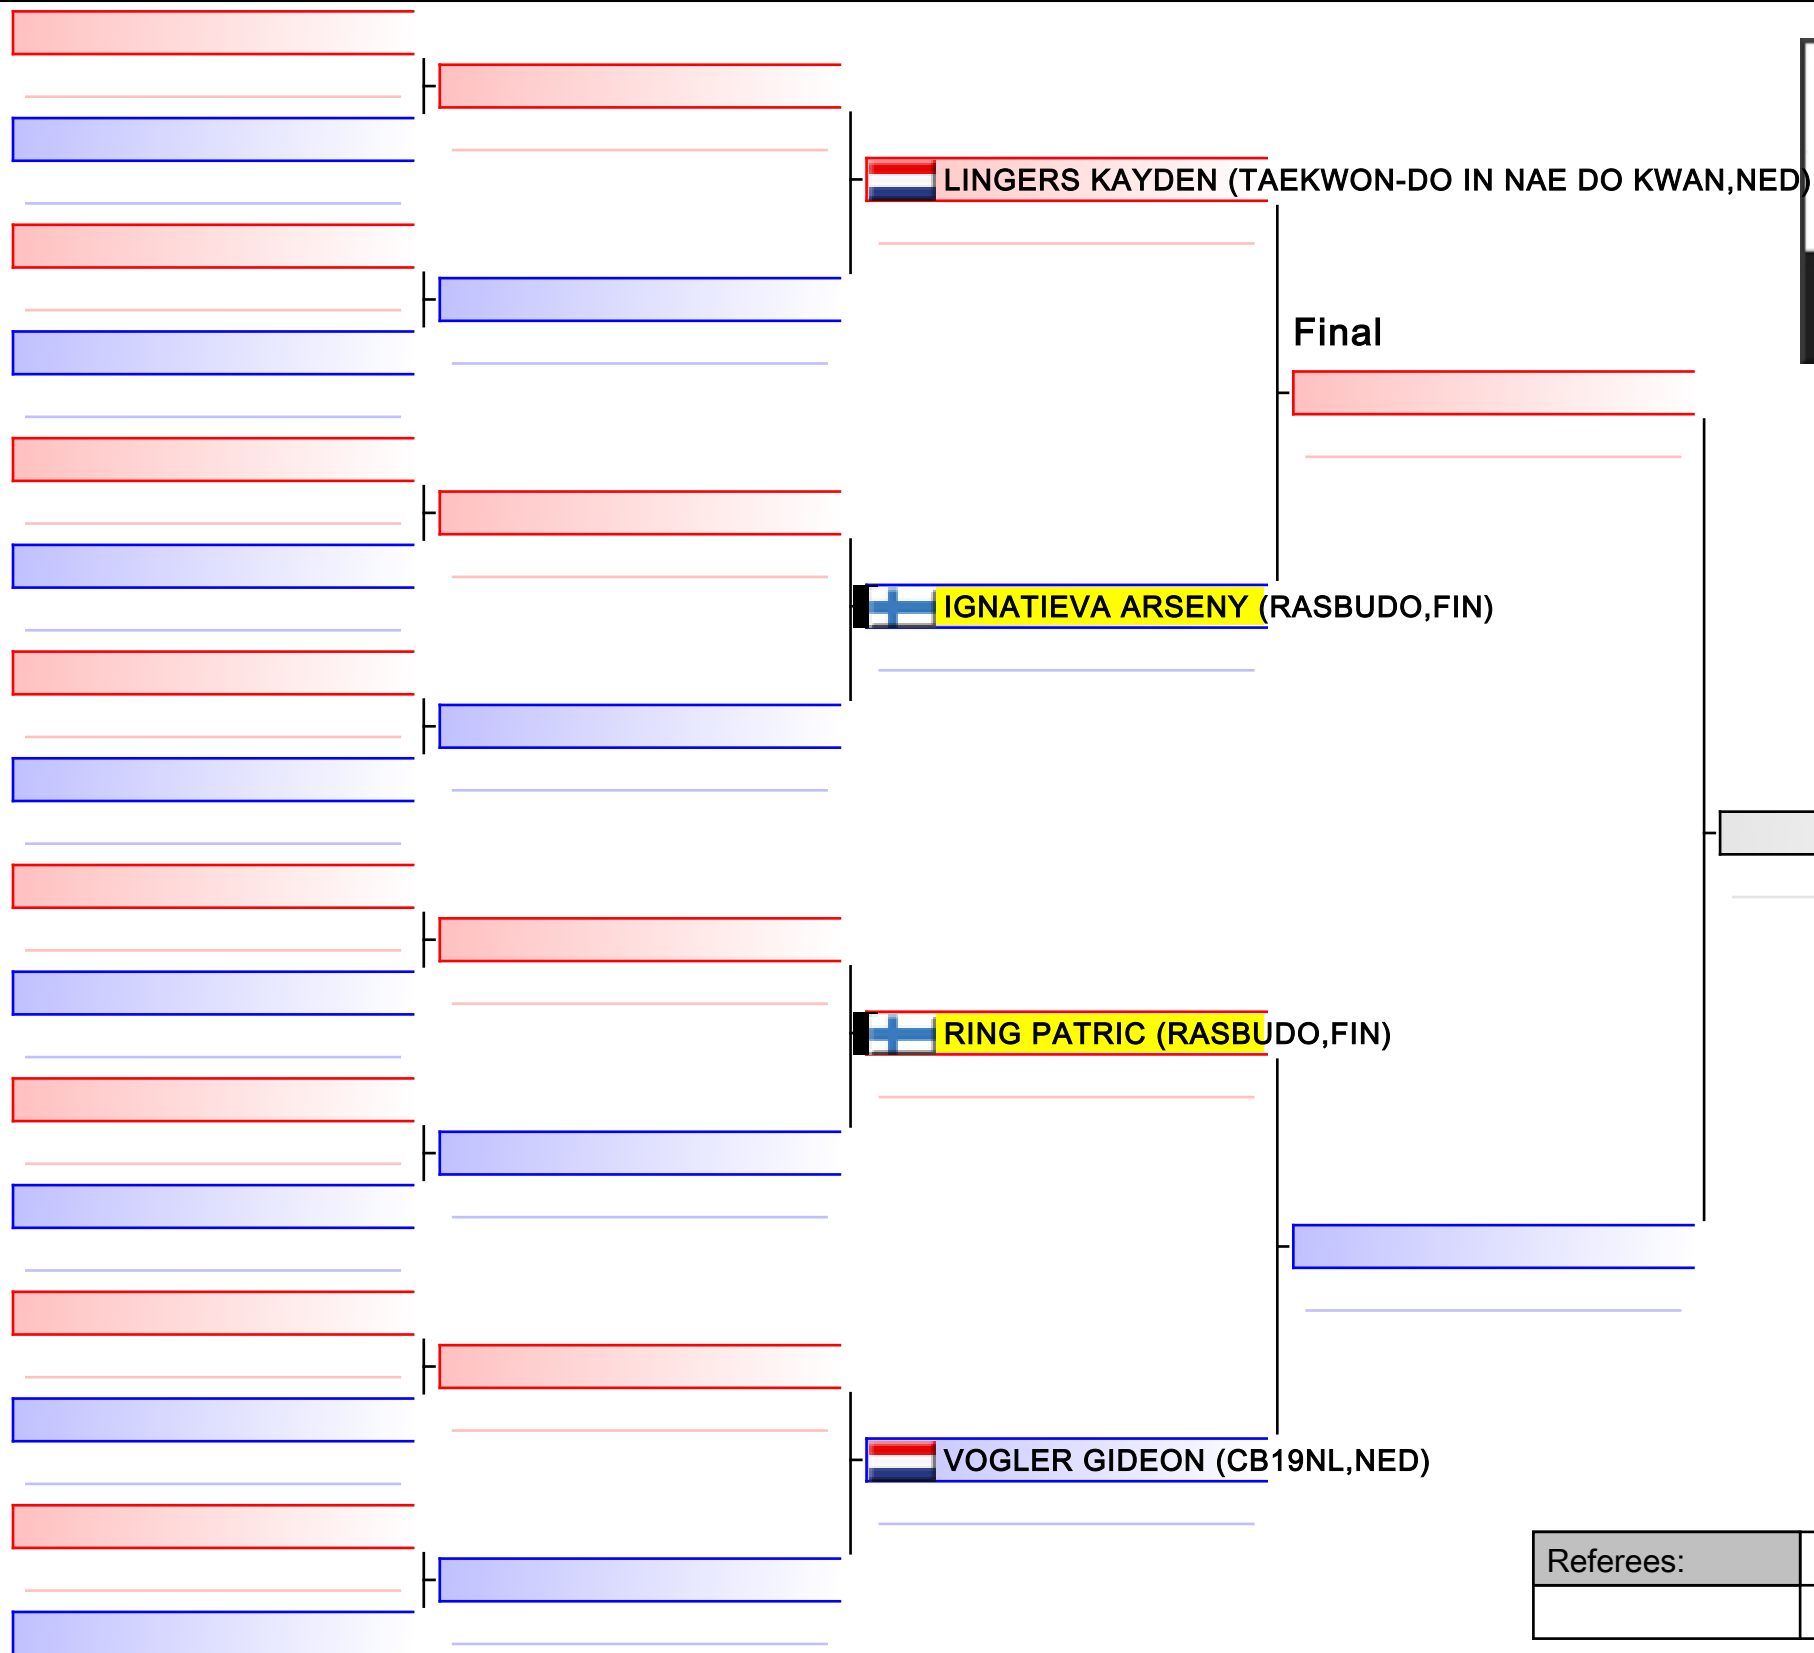 LINGERS KAYDEN (TAEKWON-DO IN NAE DO KWAN,NED)
Final
IGNATIEVA ARSENY (RASBUDO,FIN)
RING PATRIC (RASBUDO,FIN)
VOGLER GIDEON (CB19NL,NED)
Referees: